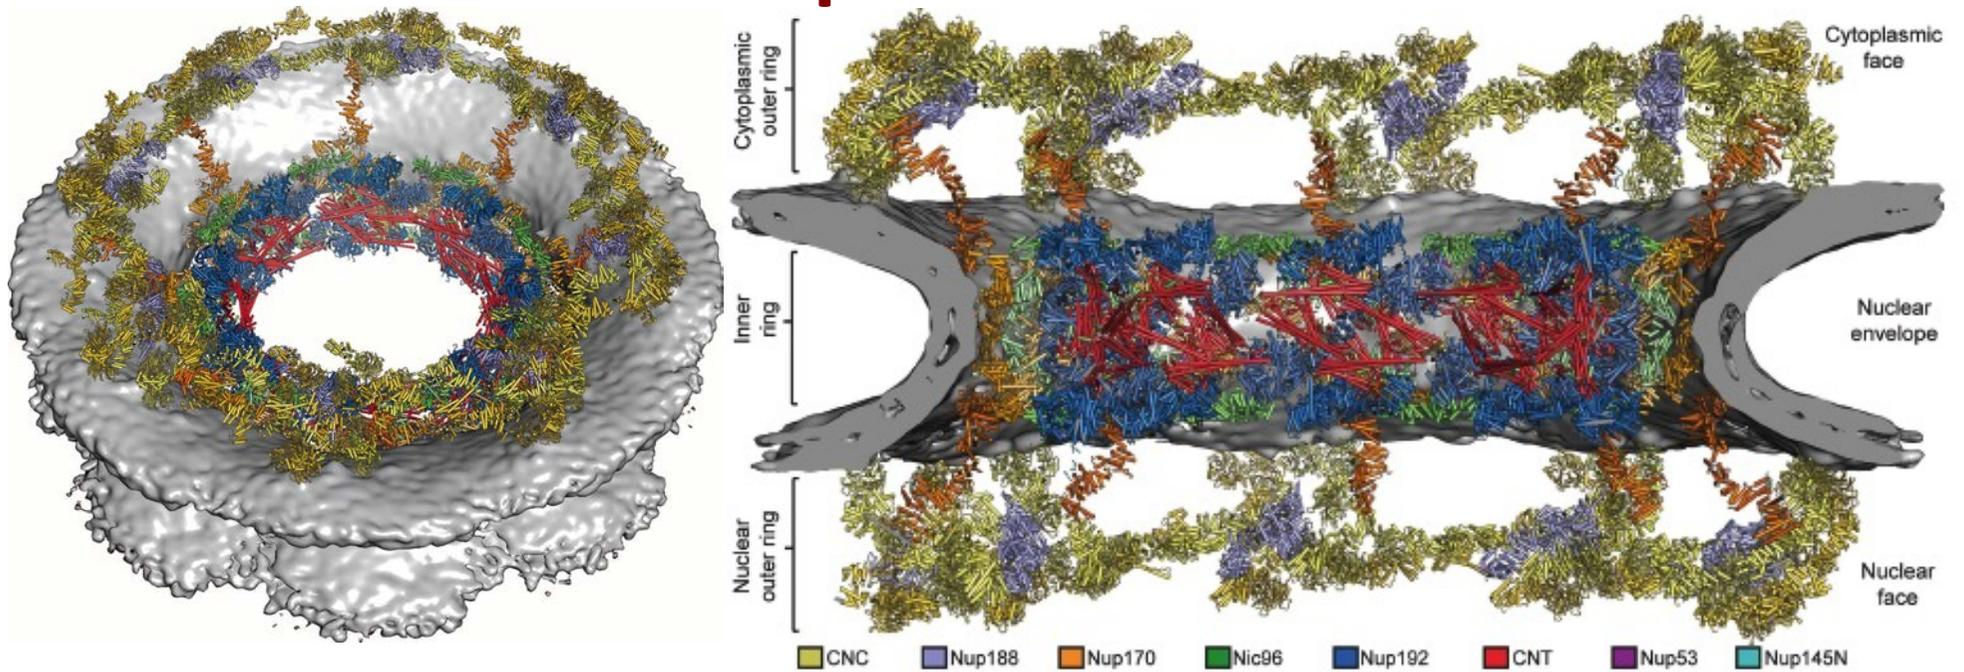 Cytoplasmic
outer ring
Cytoplasmic
face
Inner
ring
Nuclear
envelope
Nuclear
outer ring
Nuclear
face
CNC Nup188 Nup170 Nic96 Nup192 CNT Nup53 Nup145N